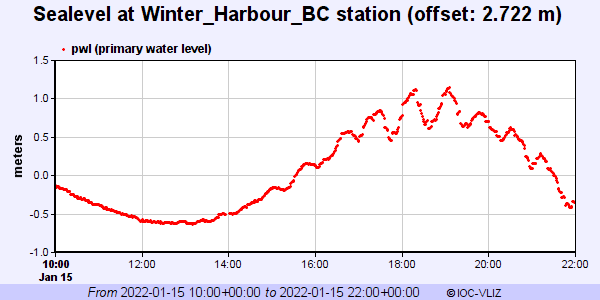 Sealevel at Winter_Harbour_BC station (offset: 2.722 m)
pwl (primary water level)
1.5
1.0
0.5
0.0
-0.5
-1.0
meters
10:00 12:00 14:00 16:00 18:00 20:00 22:00
Jan 15
From 2022-01-15 10:00+00:00 to 2022-01-15 22:00+00:00 © IOC-VLIZ